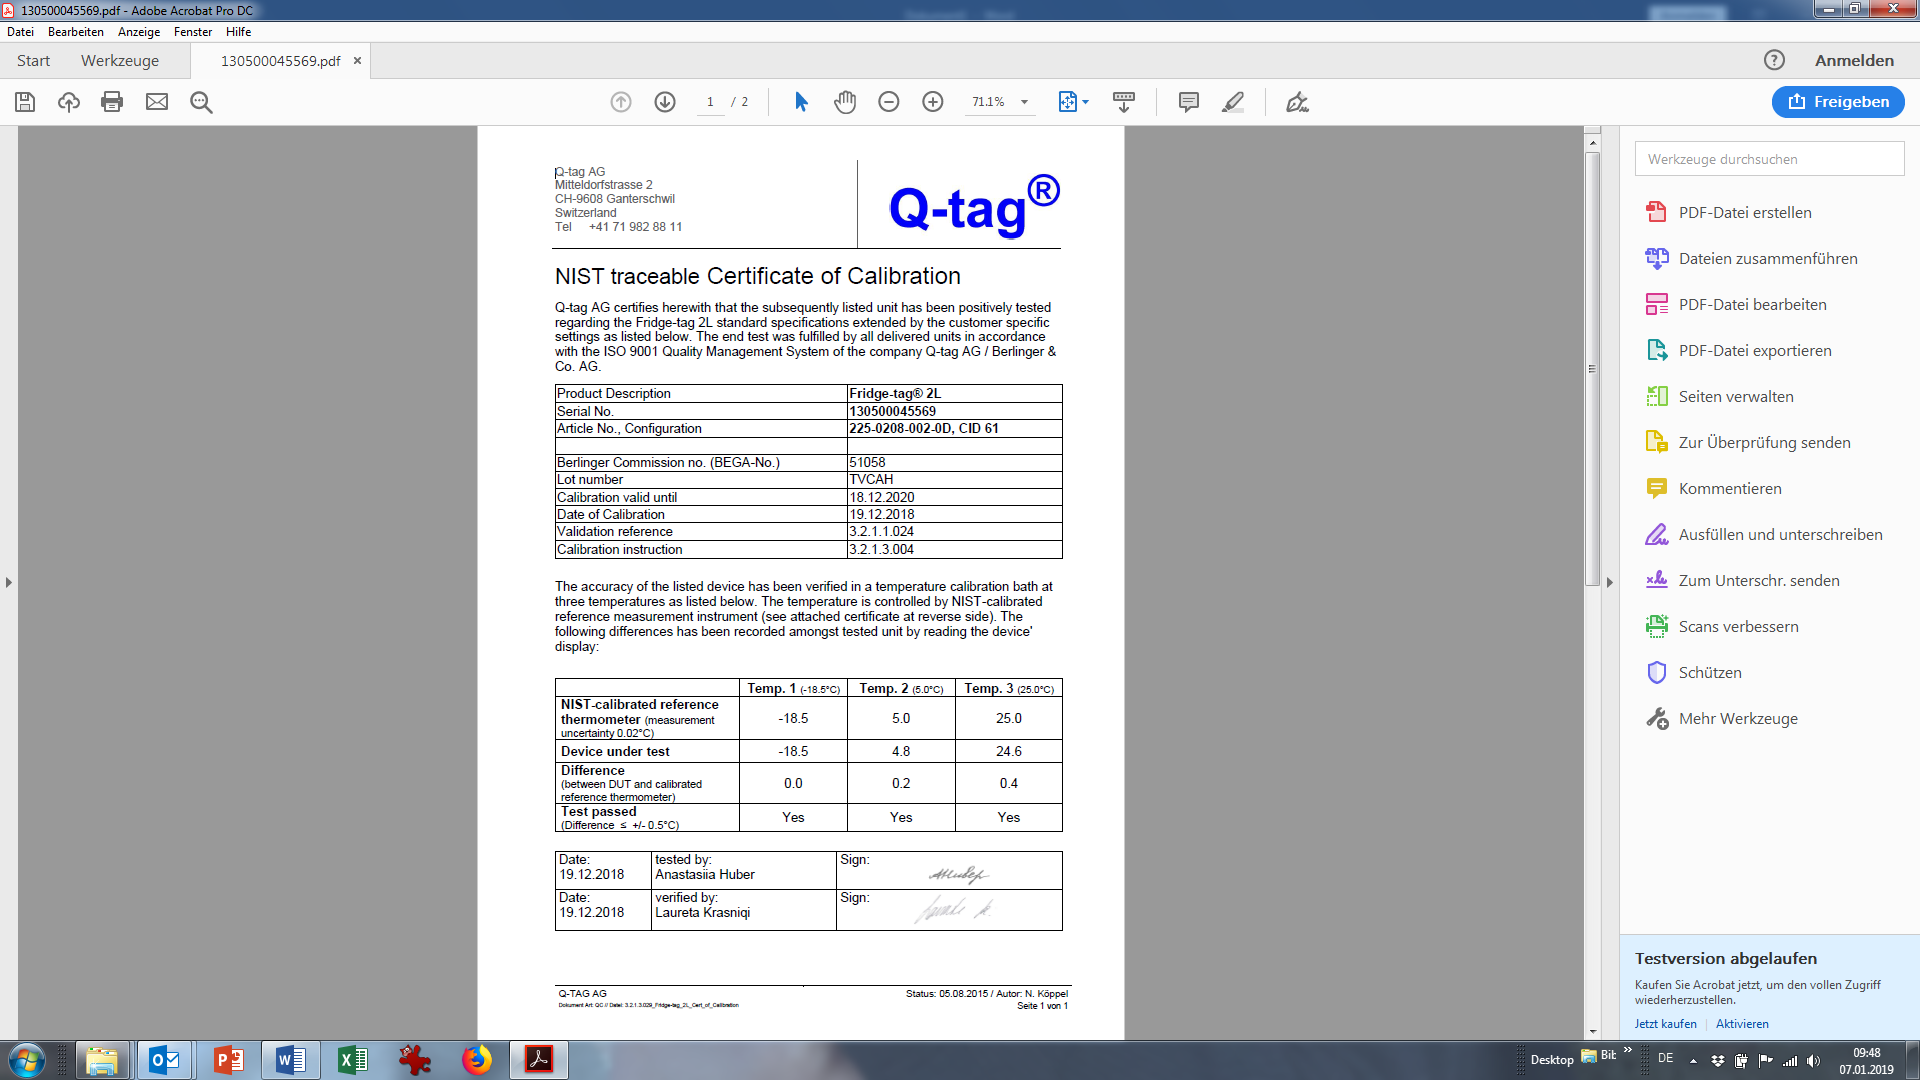 130500045569.pdf - Adobe Acrobat Pro DC
Datei Bearbeiten Anzeige Fenster Hilfe
Start Werkzeuge 130500045569.pdf Anmelden
1 / 2 71.1% Freigeben
Q-tag AG
Mitteldorfstrasse 2
CH-9608 Ganterschwil
Switzerland
Tel +41 71 982 88 11
Q-tag®
NIST traceable Certificate of Calibration
Q-tag AG certifies herewith that the subsequently listed unit has been positively tested
regarding the Fridge-tag 2L standard specifications extended by the customer specific
settings as listed below. The end test was fulfilled by all delivered units in accordance
with the ISO 9001 Quality Management System of the company Q-tag AG / Berlinger &
Co. AG.
Product Description Fridge-tag® 2L
Serial No. 130500045569
Article No., Configuration 225-0208-002-0D, CID 61
Berlinger Commission no. (BEGA-No.) 51058
Lot number TVCAH
Calibration valid until 18.12.2020
Date of Calibration 19.12.2018
Validation reference 3.2.1.1.024
Calibration instruction 3.2.1.3.004
The accuracy of the listed device has been verified in a temperature calibration bath at
three temperatures as listed below. The temperature is controlled by NIST-calibrated
reference measurement instrument (see attached certificate at reverse side). The
following differences has been recorded amongst tested unit by reading the device'
display:
Temp. 1 (-18.5°C) Temp. 2 (5.0°C) Temp. 3 (25.0°C)
NIST-calibrated reference
thermometer (measurement
uncertainty 0.02°C)
-18.5 5.0 25.0
Device under test -18.5 4.8 24.6
Difference
(between DUT and calibrated
reference thermometer)
0.0 0.2 0.4
Test passed
(Difference ≤ +/- 0.5°C)
Yes Yes Yes
Date: tested by: Sign:
19.12.2018 Anastasiia Huber
Date: verified by: Sign:
19.12.2018 Laureta Krasniqi
Q-TAG AG Status: 05.08.2015 / Autor: N. Köppel
Dokument Art: QC // Datei: 3.2.1.3.029_Fridge-tag_2L_Cert_of_Calibration Seite 1 von 1
Werkzeuge durchsuchen
PDF-Datei erstellen
Dateien zusammenführen
PDF-Datei bearbeiten
PDF-Datei exportieren
Seiten verwalten
Zur Überprüfung senden
Kommentieren
Ausfüllen und unterschreiben
Zum Unterschr. senden
Scans verbessern
Schützen
Mehr Werkzeuge
Testversion abgelaufen
Kaufen Sie Acrobat jetzt, um den vollen Zugriff
wiederherzustellen.
Jetzt kaufen Aktivieren
Desktop Bib DE
09:48
07.01.2019